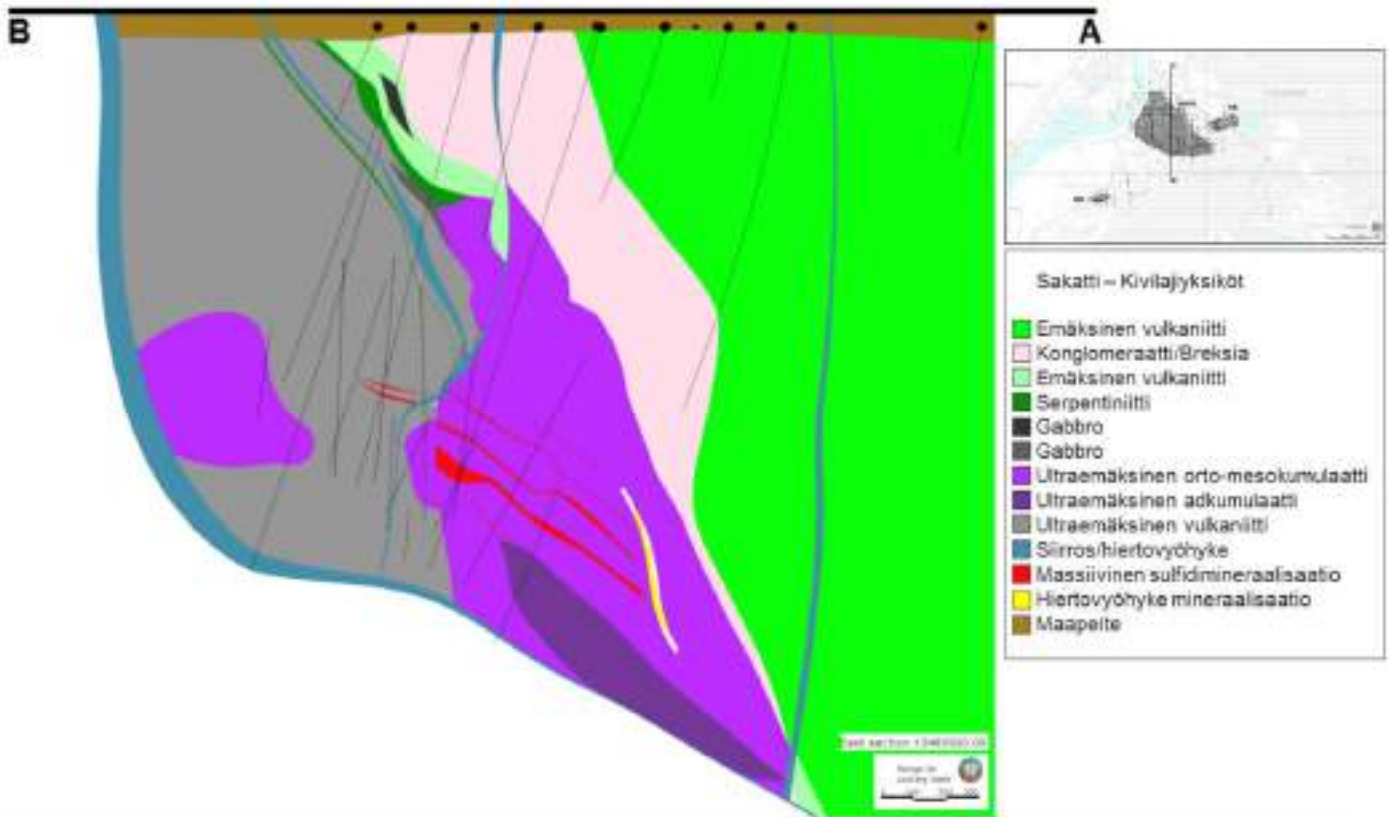 B
A
Sakatti – Kivilajiyksiköt
Emäksinen vulkaniitti
Konglomeraatti/Breksia
Emäksinen vulkaniitti
Serpentiniitti
Gabbro
Gabbro
Ultraemäksinen orto-mesokumulaatti
Ultraemäksinen adkumulaatti
Ultraemäksinen vulkaniitti
Siirros/hiertovyöhyke
Massiivinen sulfidimineraalisaatio
Hiertovyöhyke mineraalisaatio
Maapeite